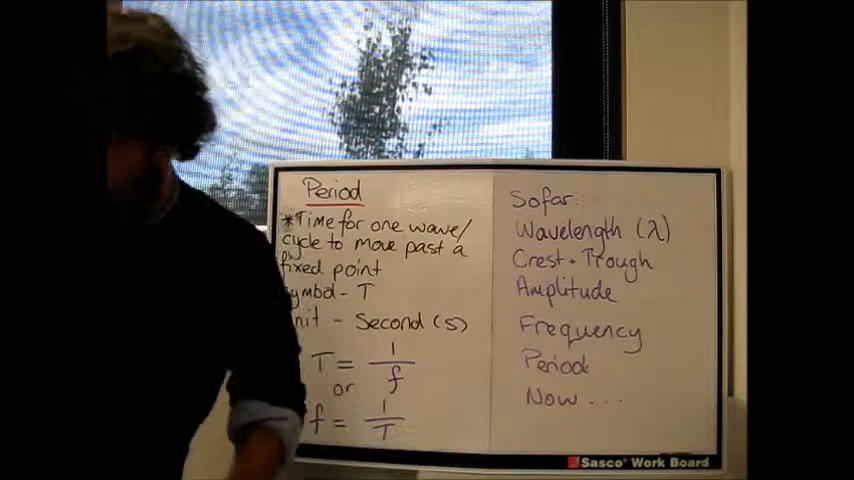 Period
*Time for one wave/
cycle to move past a
fixed point
symbol - T
unit - Second (s)
T = 1/f
or
f = 1/T
Sofar:
Wavelength (λ)
Crest + Trough
Amplitude
Frequency
Period
Now ...
Sasco Work Board